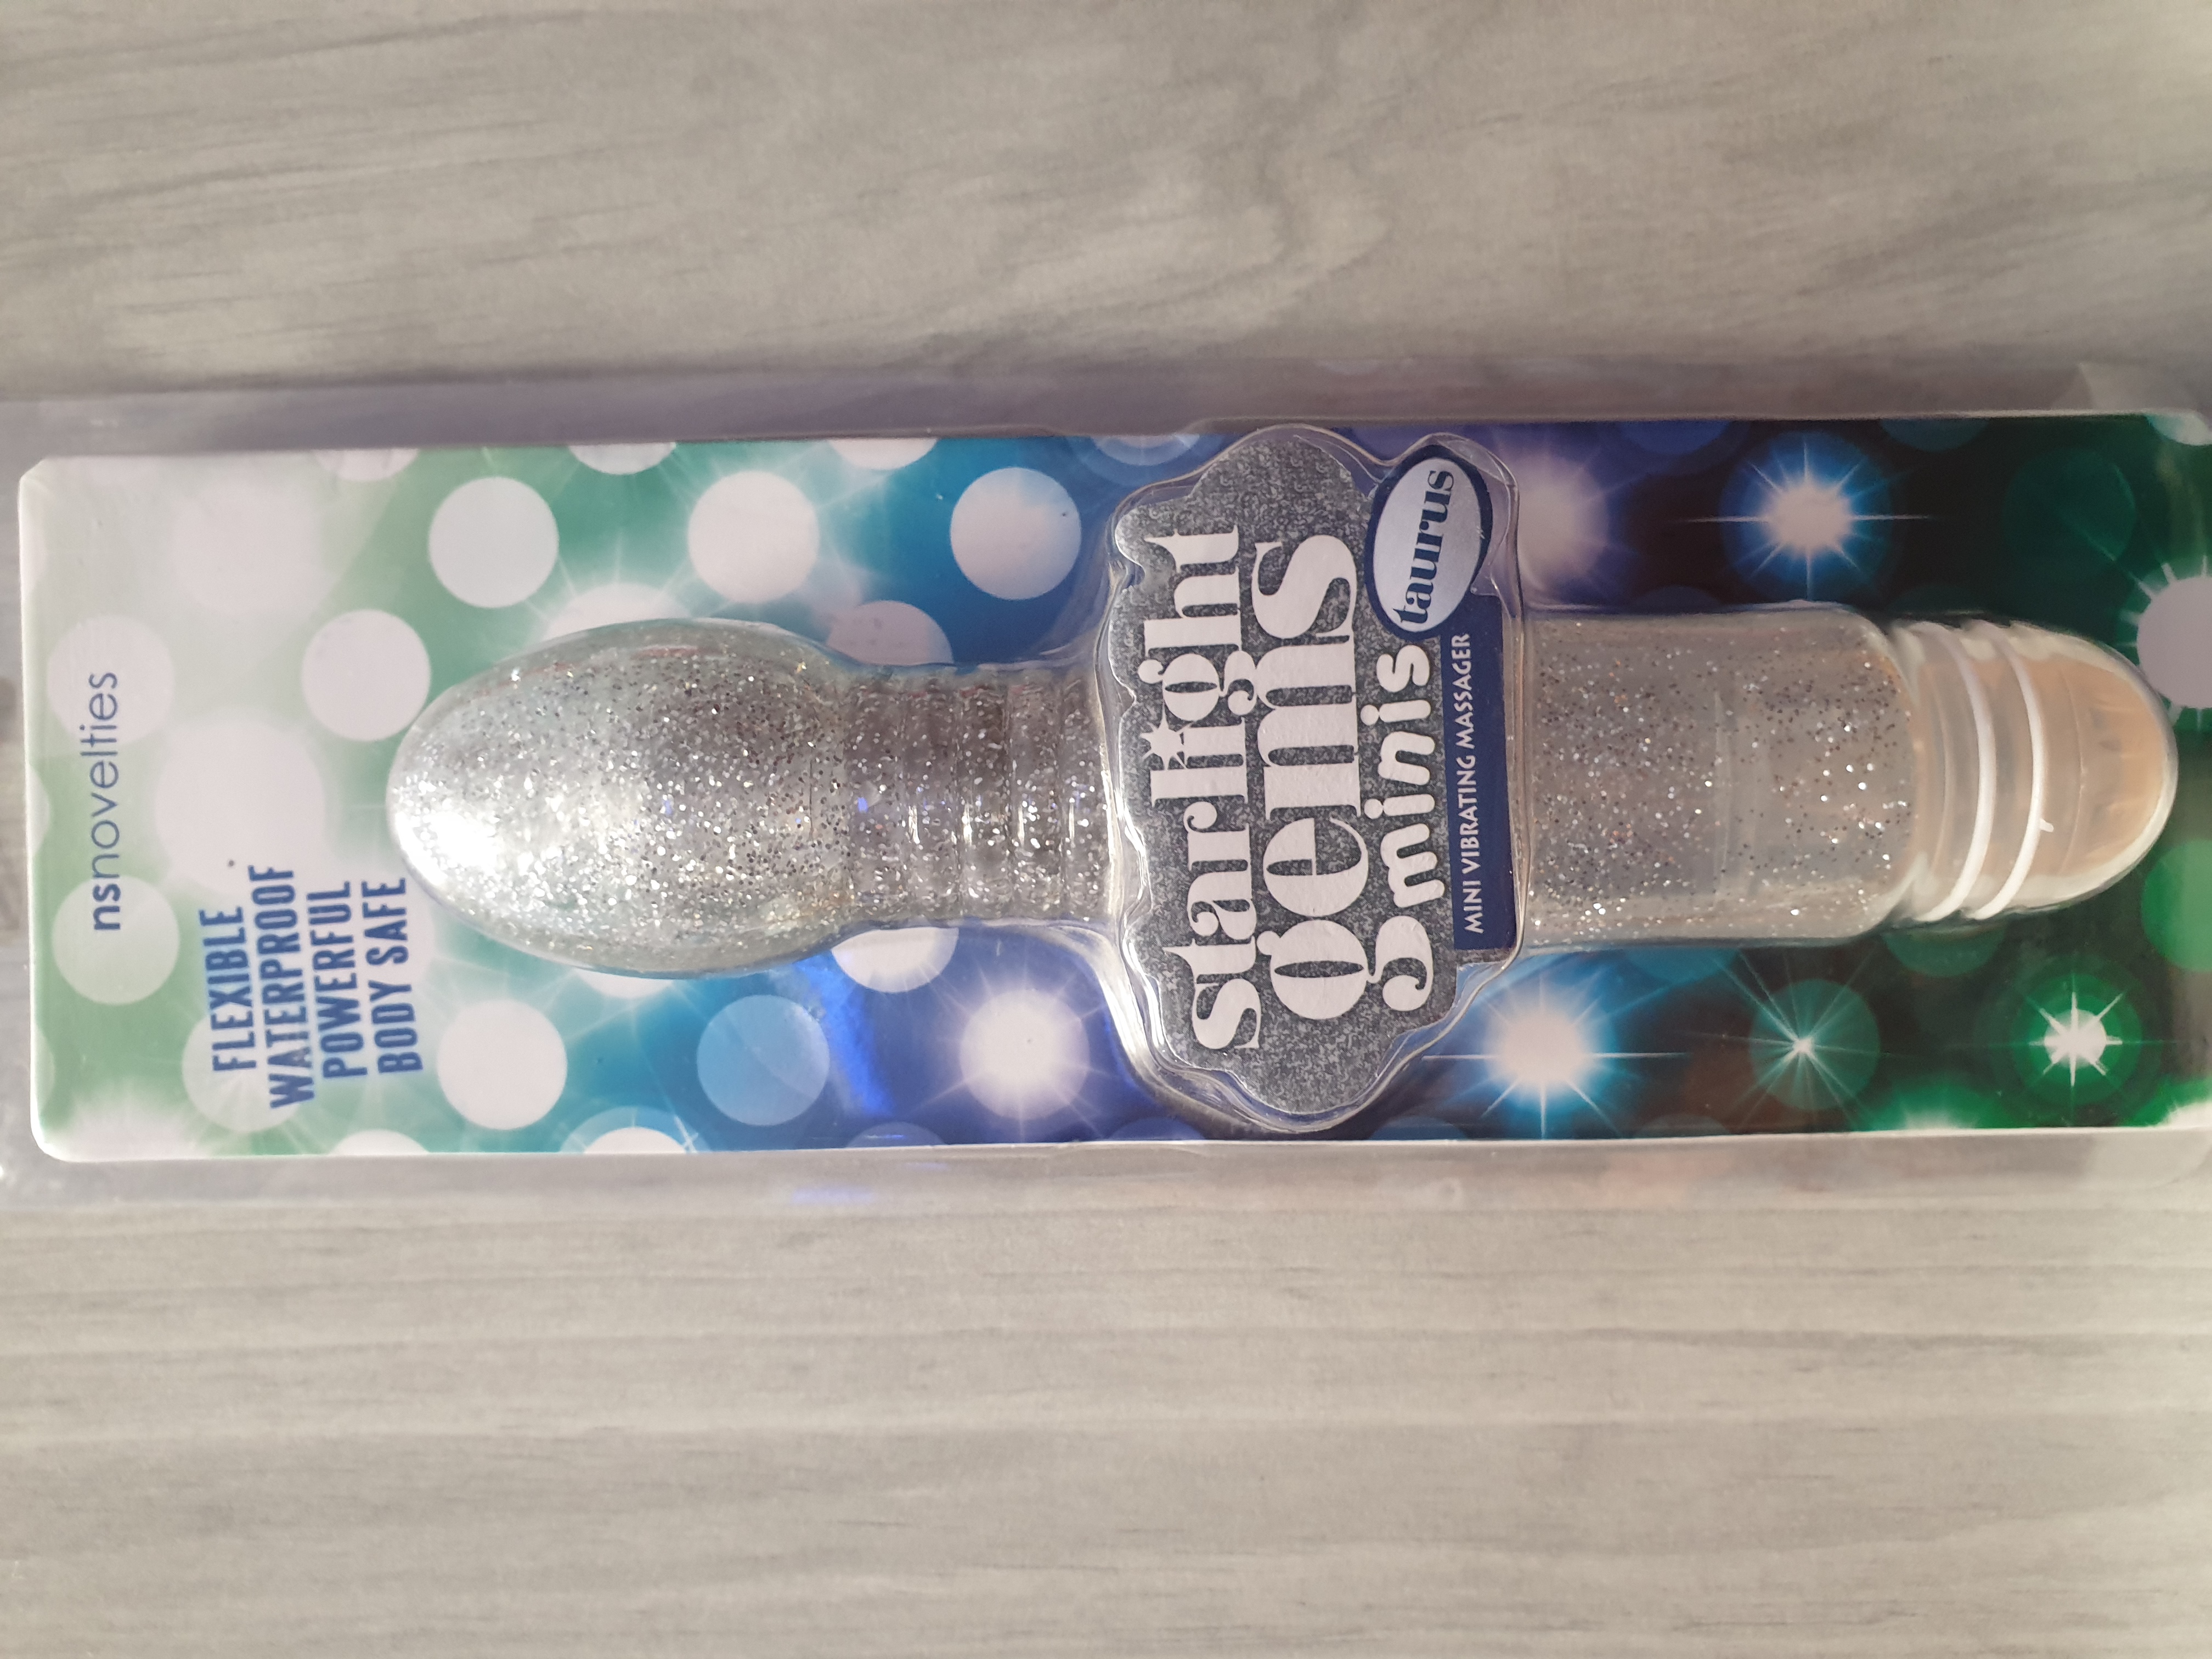 nsnovelties
FLEXIBLE
WATERPROOF
POWERFUL
BODY SAFE
starlight
gems
minis
taurus
MINI VIBRATING MASSAGER